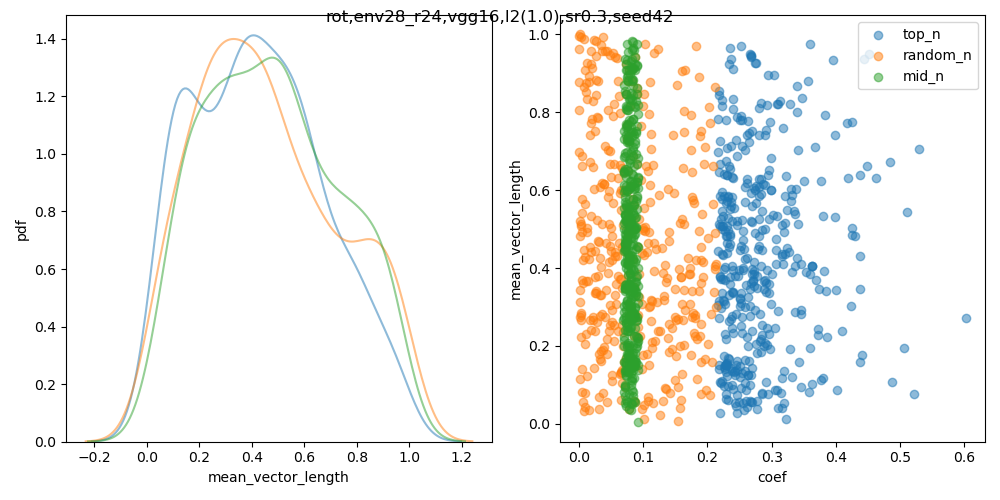 rot,env28_r24,vgg16,l2(1.0),sr0.3,seed42
pdf
1.4
1.2
1.0
0.8
0.6
0.4
0.2
0.0
−0.2 0.0 0.2 0.4 0.6 0.8 1.0 1.2
mean_vector_length
mean_vector_length
1.0
0.8
0.6
0.4
0.2
0.0
0.0 0.1 0.2 0.3 0.4 0.5 0.6
coef
top_n
random_n
mid_n